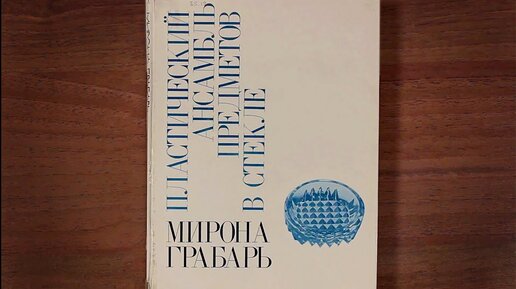 ПЛАСТИЧЕСКИЙ
АНСАМБЛЬ
ПРЕДМЕТОВ
В СТЕКЛЕ
МИРОНА
ГРАБАРЬ